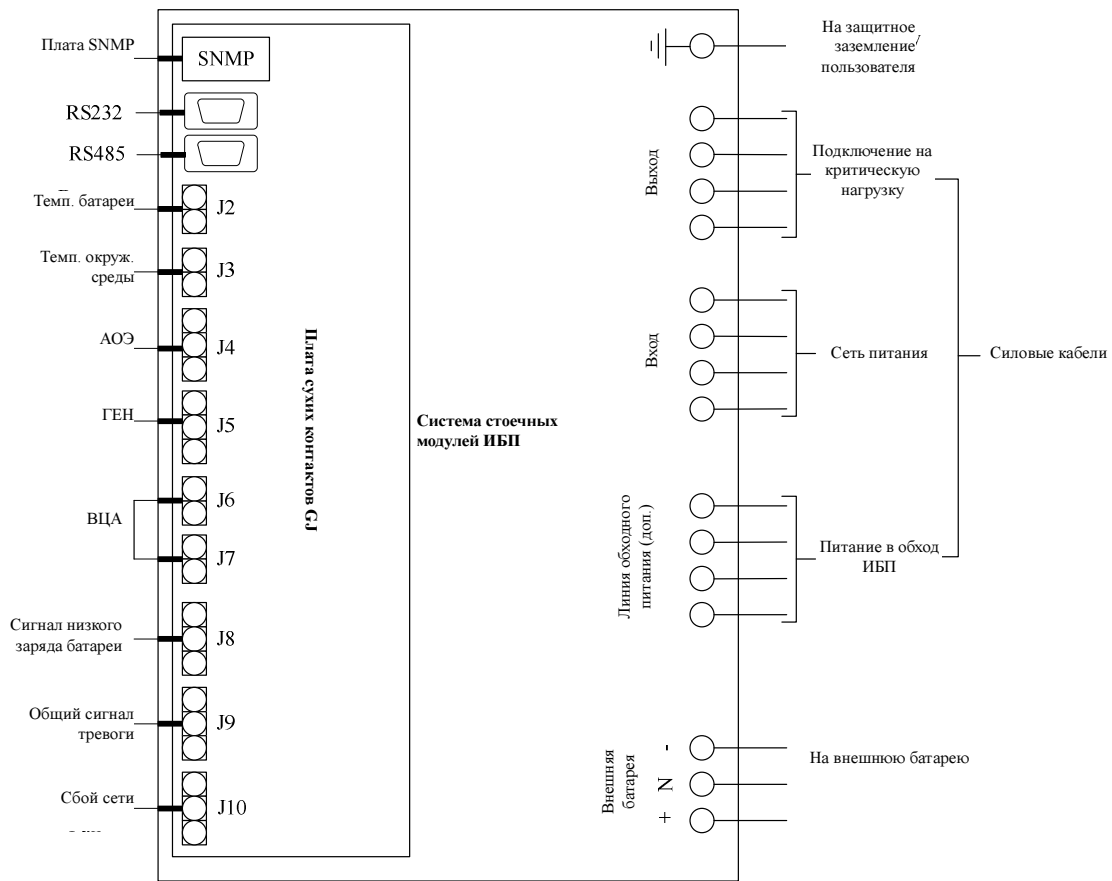 Плата SNMP
SNMP
RS232
RS485
Темп. батареи
J2
Темп. окруж.
среды
J3
АОЭ
J4
ГЕН
J5
ВЦА
J6
J7
Сигнал низкого
заряда батареи
J8
Общий сигнал
тревоги
J9
Сбой сети
J10
Плата сухих контактов GJ
Система стоечных
модулей ИБП
На защитное
заземление/
пользователя
Выход
Подключение на
критическую
нагрузку
Вход
Сеть питания
Силовые кабели
Линия обходного
питания (доп.)
Питание в обход
ИБП
Внешняя
батарея
-
N
+
На внешнюю батарею